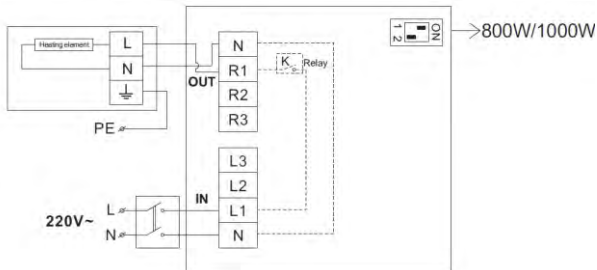 Heating element
L
N
PE
OUT
N
R1
R2
R3
K Relay
1 2
ON
800W/1000W
L3
L2
L1
N
IN
220V~
L
N